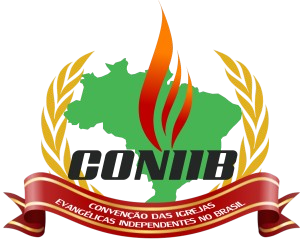 CONIIB
CONVENÇÃO DAS IGREJAS
EVANGÉLICAS INDEPENDENTES NO BRASIL